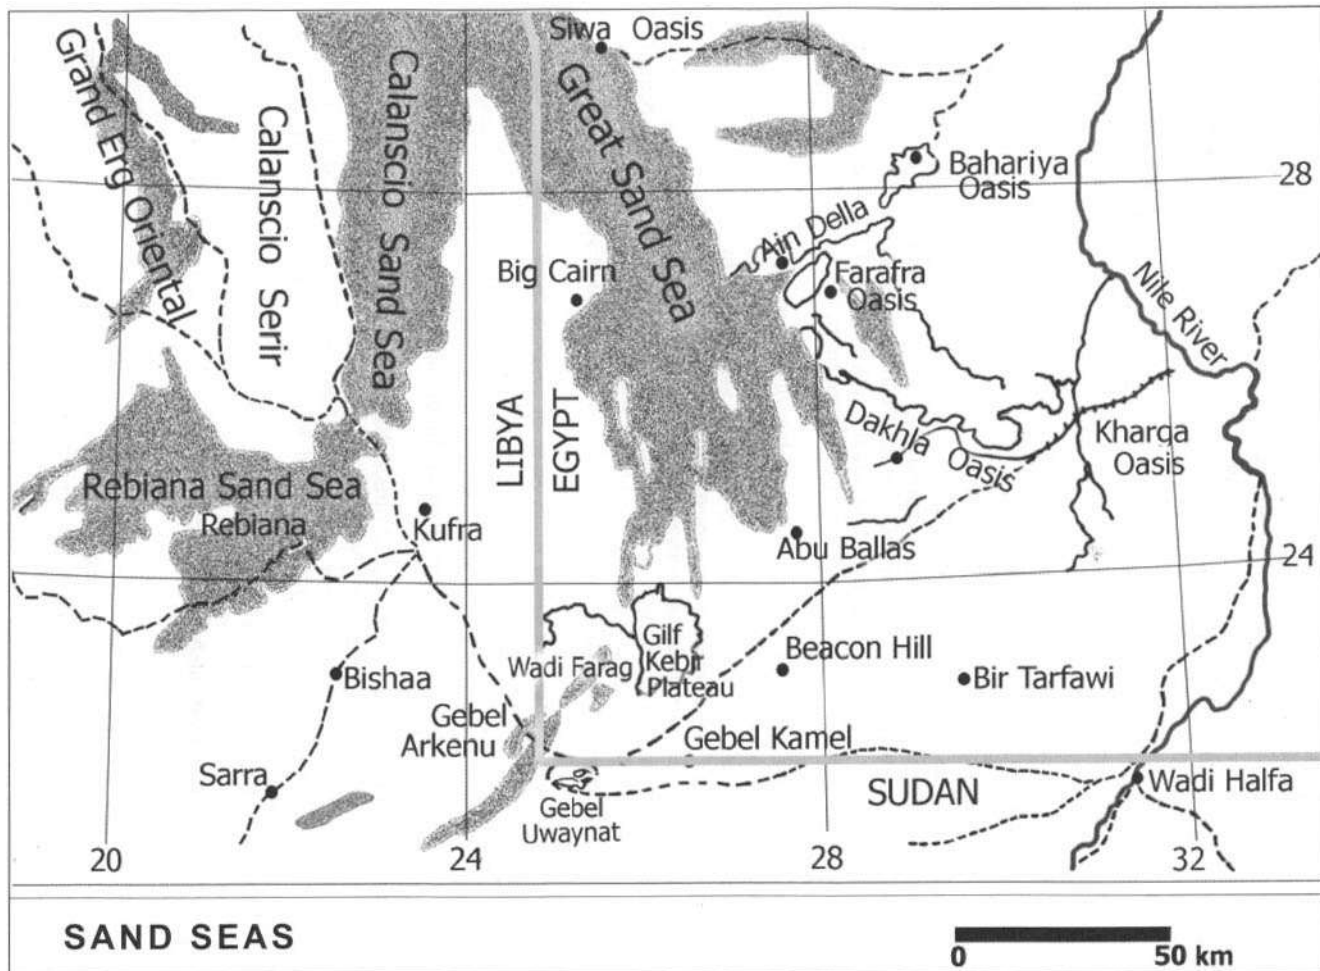 Siwa Oasis
Grand Erg Oriental
Calanscio Serir
Calanscio Sand Sea
Great Sand Sea
Bahariya
Oasis
28
Ain Della
Big Cairn
Farafra
Oasis
Nile River
LIBYA
EGYPT
Dakhla Oasis
Kharqa
Oasis
Rebiana Sand Sea
Rebiana
Kufra
Abu Ballas
24
Gilf
Kebir
Plateau
Wadi Farag
Beacon Hill
Bishaa
Bir Tarfawi
Gebel
Arkenu
Gebel Kamel
Sarra
SUDAN
Wadi Halfa
Gebel
Uwaynat
20
24
28
32
SAND SEAS
0
50 km